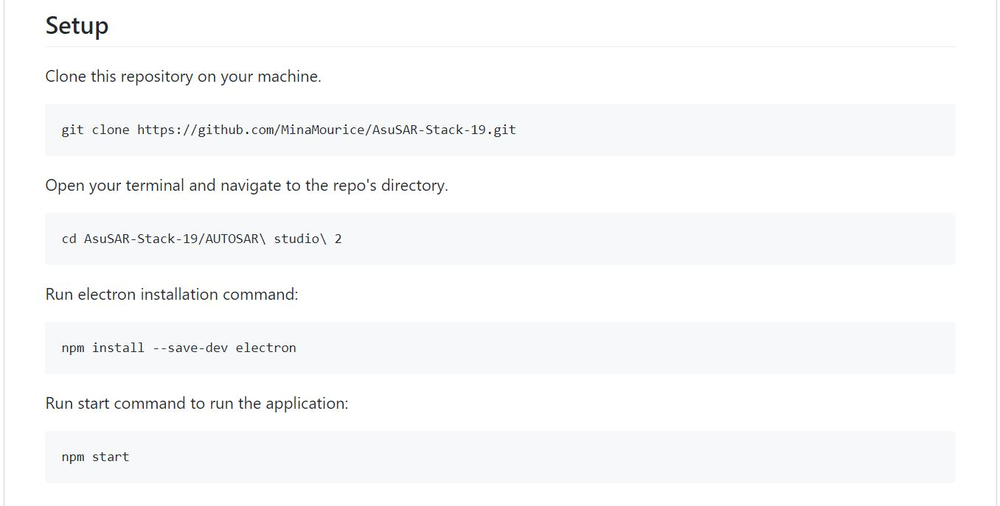 Setup
Clone this repository on your machine.
git clone https://github.com/MinaMourice/AsuSAR-Stack-19.git
Open your terminal and navigate to the repo's directory.
cd AsuSAR-Stack-19/AUTOSAR\ studio\ 2
Run electron installation command:
npm install --save-dev electron
Run start command to run the application:
npm start